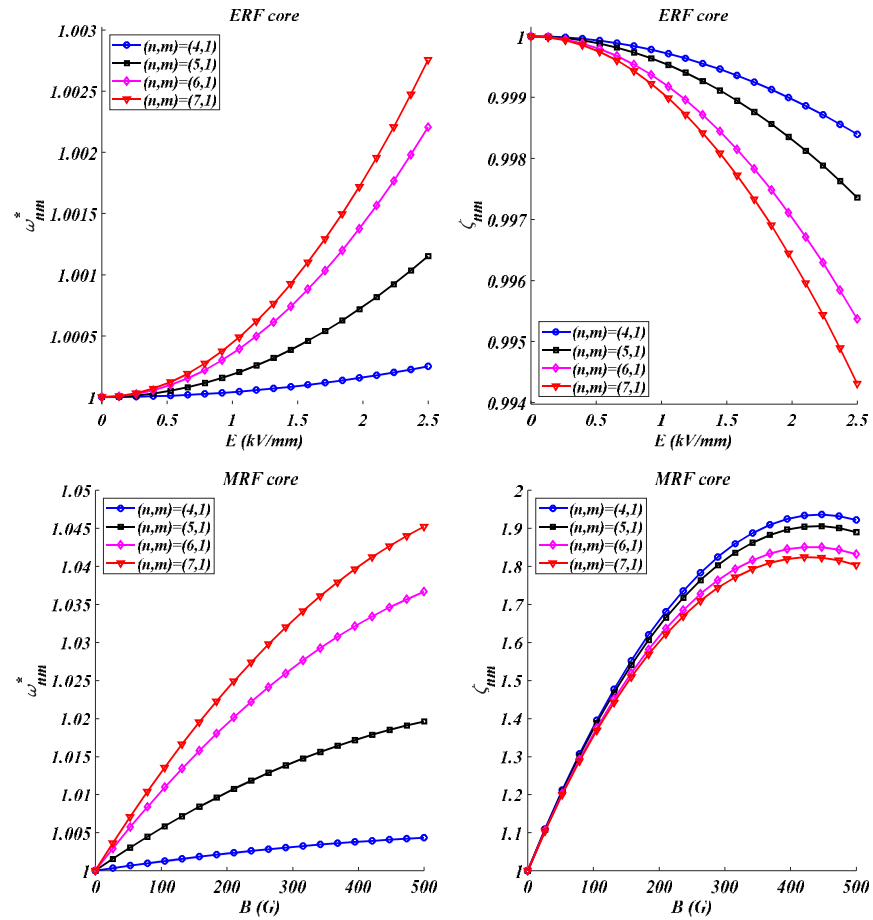 ERF core
1.003
1.0025
1.002
1.0015
1.001
1.0005
1
ω*nm
(n,m)=(4,1)
(n,m)=(5,1)
(n,m)=(6,1)
(n,m)=(7,1)
0 0.5 1 1.5 2 2.5
E (kV/mm)
ERF core
1
0.999
0.998
0.997
0.996
0.995
0.994
ζnm
(n,m)=(4,1)
(n,m)=(5,1)
(n,m)=(6,1)
(n,m)=(7,1)
0 0.5 1 1.5 2 2.5
E (kV/mm)
MRF core
1.05
1.045
1.04
1.035
1.03
1.025
1.02
1.015
1.01
1.005
1
ω*nm
(n,m)=(4,1)
(n,m)=(5,1)
(n,m)=(6,1)
(n,m)=(7,1)
0 100 200 300 400 500
B (G)
MRF core
2
1.9
1.8
1.7
1.6
1.5
1.4
1.3
1.2
1.1
1
ζnm
(n,m)=(4,1)
(n,m)=(5,1)
(n,m)=(6,1)
(n,m)=(7,1)
0 100 200 300 400 500
B (G)